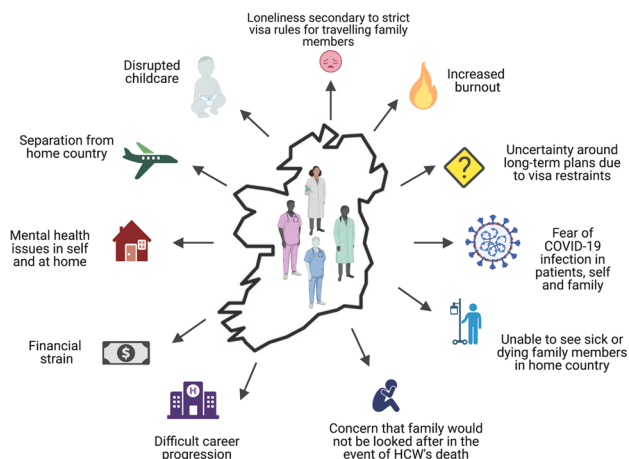 Loneliness secondary to strict
visa rules for travelling family
members
Disrupted
childcare
Increased
burnout
Separation from
home country
?
Uncertainty around
long-term plans due
to visa restraints
Mental health
issues in self
and at home
Fear of
COVID-19
infection in
patients, self
and family
Financial
strain
$
Unable to see sick or
dying family members
in home country
H
Difficult career
progression
Concern that family would
not be looked after in the
event of HCW's death